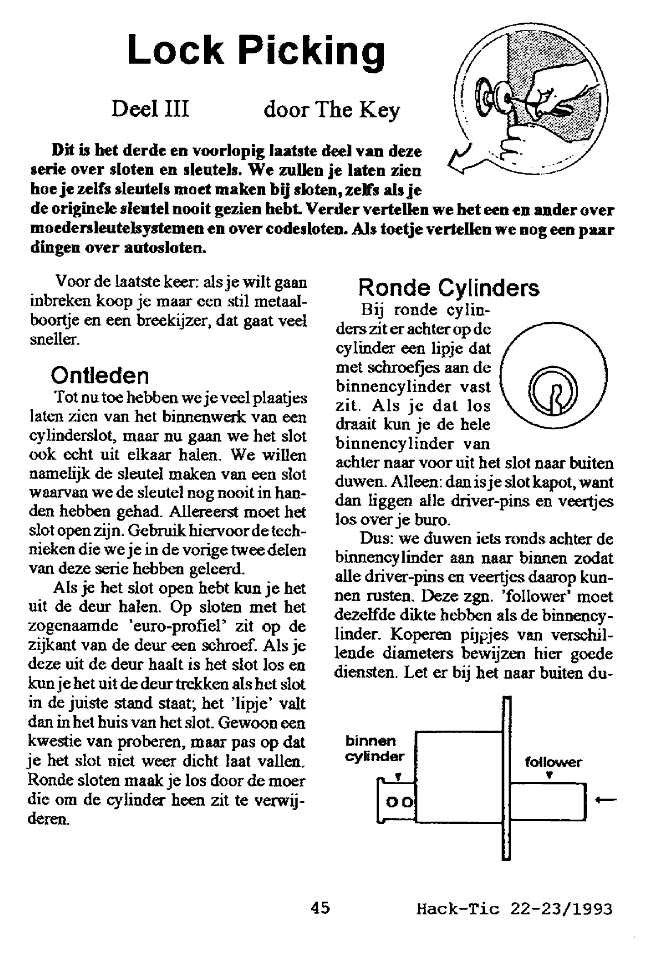 Lock Picking
Deel III door The Key
Dit is het derde en voorlopig laatste deel van deze
serie over sloten en sleutels. We zullen je laten zien
hoe je zelfs sleutels moet maken bij sloten, zelfs als je
de originele sleutel nooit gezien hebt. Verder vertellen we het een en ander over
moedersleutelsystemen en over codesloten. Als toetje vertellen we nog een paar
dingen over autosloten.
Voor de laatste keer: als je wilt gaan
inbreken koop je maar een stil metaal-
boortje en een breekijzer, dat gaat veel
sneller.
Ontleden
Tot nu toe hebben we je veel plaatjes
laten zien van het binnenwerk van een
cylinderslot, maar nu gaan we het slot
ook echt uit elkaar halen. We willen
namelijk de sleutel maken van een slot
waarvan we de sleutel nog nooit in han-
den hebben gehad. Allereerst moet het
slot open zijn. Gebruik hiervoor de tech-
nieken die we je in de vorige twee delen
van deze serie hebben geleerd.
Als je het slot open hebt kun je het
uit de deur halen. Op sloten met het
zogenaamde 'euro-profiel' zit op de
zijkant van de deur een schroef. Als je
deze uit de deur haalt is het slot los en
kun je het uit de deur trekken als het slot
in de juiste stand staat; het 'lipje' valt
dan in het huis van het slot. Gewoon een
kwestie van proberen, maar pas op dat
je het slot niet weer dicht laat vallen.
Ronde sloten maak je los door de moer
die om de cylinder heen zit te verwij-
deren.
Ronde Cylinders
Bij ronde cylin-
ders zit er achter op de
cylinder een lipje dat
met schroefjes aan de
binnencylinder vast
zit. Als je dat los
draait kun je de hele
binnencylinder van
achter naar voor uit het slot naar buiten
duwen. Alleen: dan is je slot kapot, want
dan liggen alle driver-pins en veertjes
los over je buro.
Dus: we duwen iets ronds achter de
binnencylinder aan naar binnen zodat
alle driver-pins en veertjes daarop kun-
nen rusten. Deze zgn. 'follower' moet
dezelfde dikte hebben als de binnency-
linder. Koperen pijpjes van verschil-
lende diameters bewijzen hier goede
diensten. Let er bij het naar buiten du-
binnen
cylinder
follower
45 Hack-Tic 22-23/1993